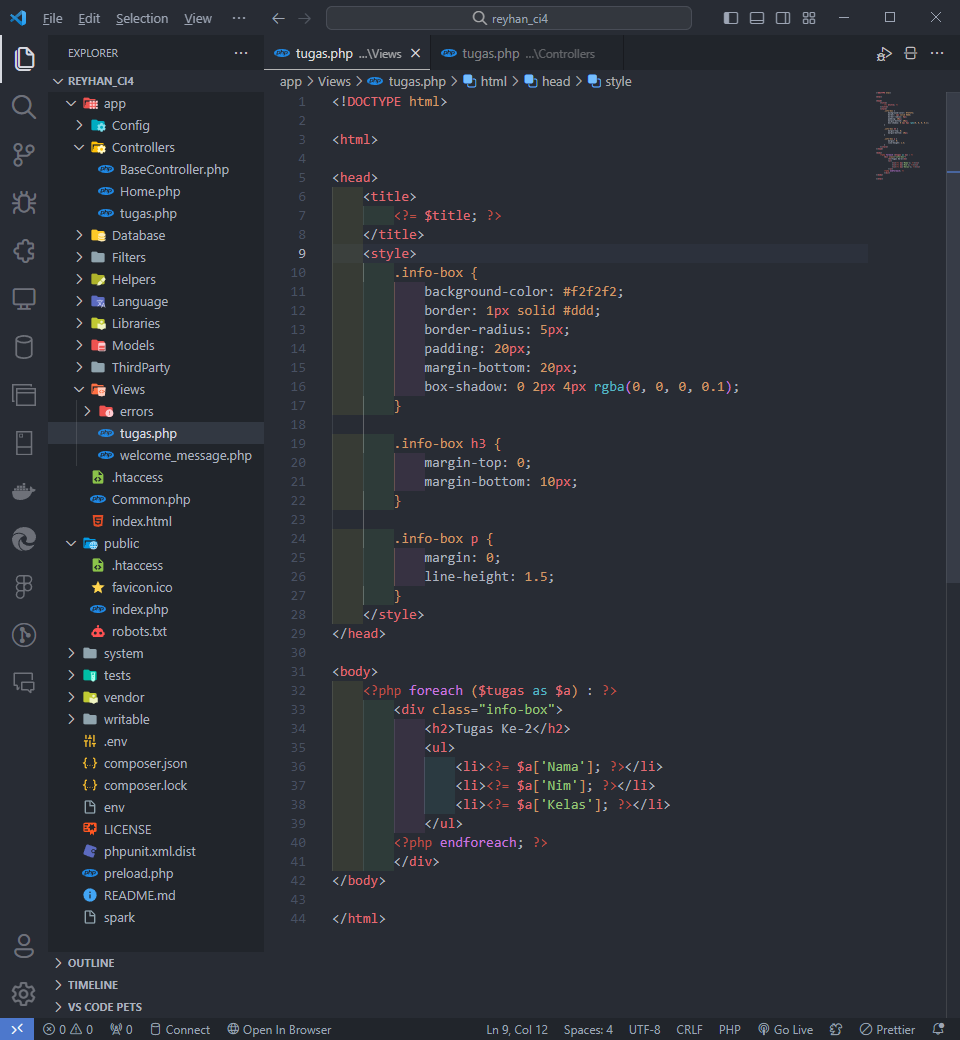 File Edit Selection View ··· reyhan_ci4
EXPLORER ···
REYHAN_CI4
app
Config
Controllers
BaseController.php
Home.php
tugas.php
Database
Filters
Helpers
Language
Libraries
Models
ThirdParty
Views
errors
tugas.php
welcome_message.php
.htaccess
Common.php
index.html
public
.htaccess
favicon.ico
index.php
robots.txt
system
tests
vendor
writable
.env
composer.json
composer.lock
env
LICENSE
phpunit.xml.dist
preload.php
README.md
spark
OUTLINE
TIMELINE
VS CODE PETS
tugas.php ...\Views tugas.php ...\Controllers
app > Views > tugas.php > html > head > style
1 <!DOCTYPE html>
2
3 <html>
4
5 <head>
6 <title>
7 <?= $title; ?>
8 </title>
9 <style>
10 .info-box {
11 background-color: #f2f2f2;
12 border: 1px solid #ddd;
13 border-radius: 5px;
14 padding: 20px;
15 margin-bottom: 20px;
16 box-shadow: 0 2px 4px rgba(0, 0, 0, 0.1);
17 }
18
19 .info-box h3 {
20 margin-top: 0;
21 margin-bottom: 10px;
22 }
23
24 .info-box p {
25 margin: 0;
26 line-height: 1.5;
27 }
28 </style>
29 </head>
30
31 <body>
32 <?php foreach ($tugas as $a) : ?>
33 <div class="info-box">
34 <h2>Tugas Ke-2</h2>
35 <ul>
36 <li><?= $a['Nama']; ?></li>
37 <li><?= $a['Nim']; ?></li>
38 <li><?= $a['Kelas']; ?></li>
39 </ul>
40 <?php endforeach; ?>
41 </div>
42 </body>
43
44 </html>
0 0 0 Connect Open In Browser Ln 9, Col 12 Spaces: 4 UTF-8 CRLF PHP Go Live Prettier